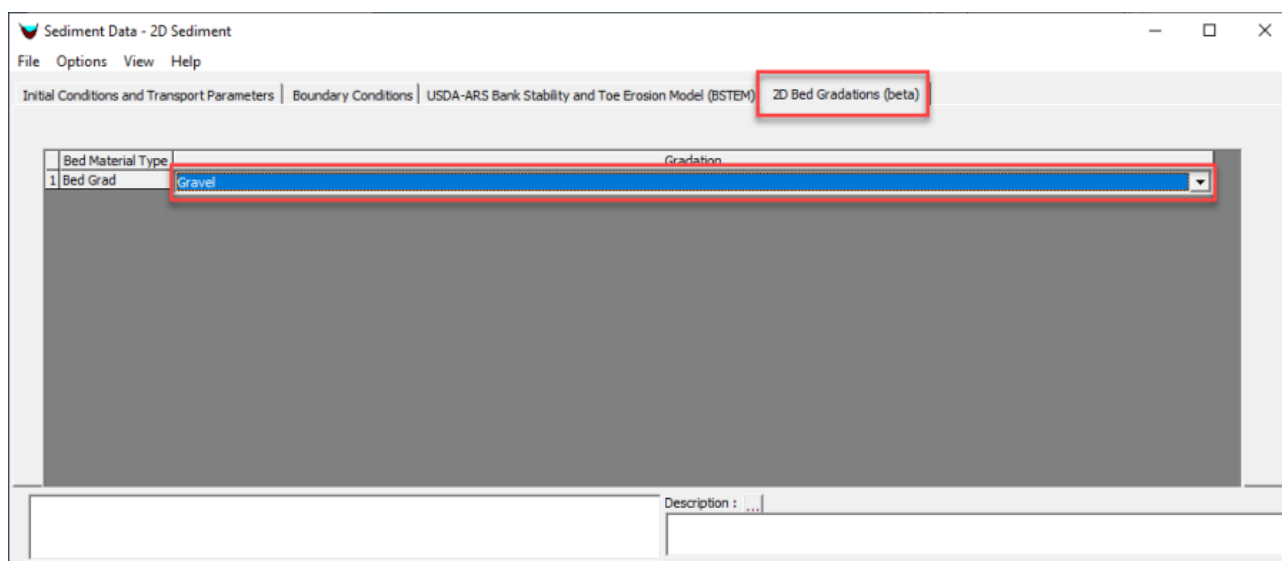 Sediment Data - 2D Sediment
File Options View Help
Initial Conditions and Transport Parameters Boundary Conditions USDA-ARS Bank Stability and Toe Erosion Model (BSTEM) 2D Bed Gradations (beta)
Bed Material Type Gradation
1 Bed Grad Gravel
Description : ...